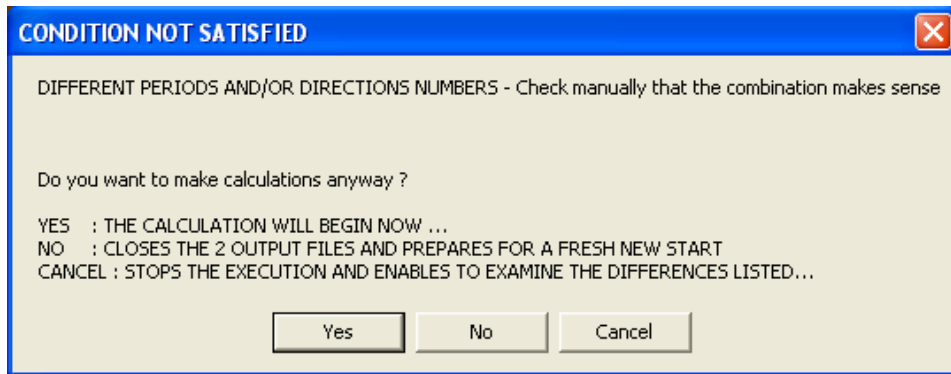 CONDITION NOT SATISFIED
DIFFERENT PERIODS AND/OR DIRECTIONS NUMBERS - Check manually that the combination makes sense
Do you want to make calculations anyway ?
YES : THE CALCULATION WILL BEGIN NOW ...
NO : CLOSES THE 2 OUTPUT FILES AND PREPARES FOR A FRESH NEW START
CANCEL : STOPS THE EXECUTION AND ENABLES TO EXAMINE THE DIFFERENCES LISTED...
Yes No Cancel